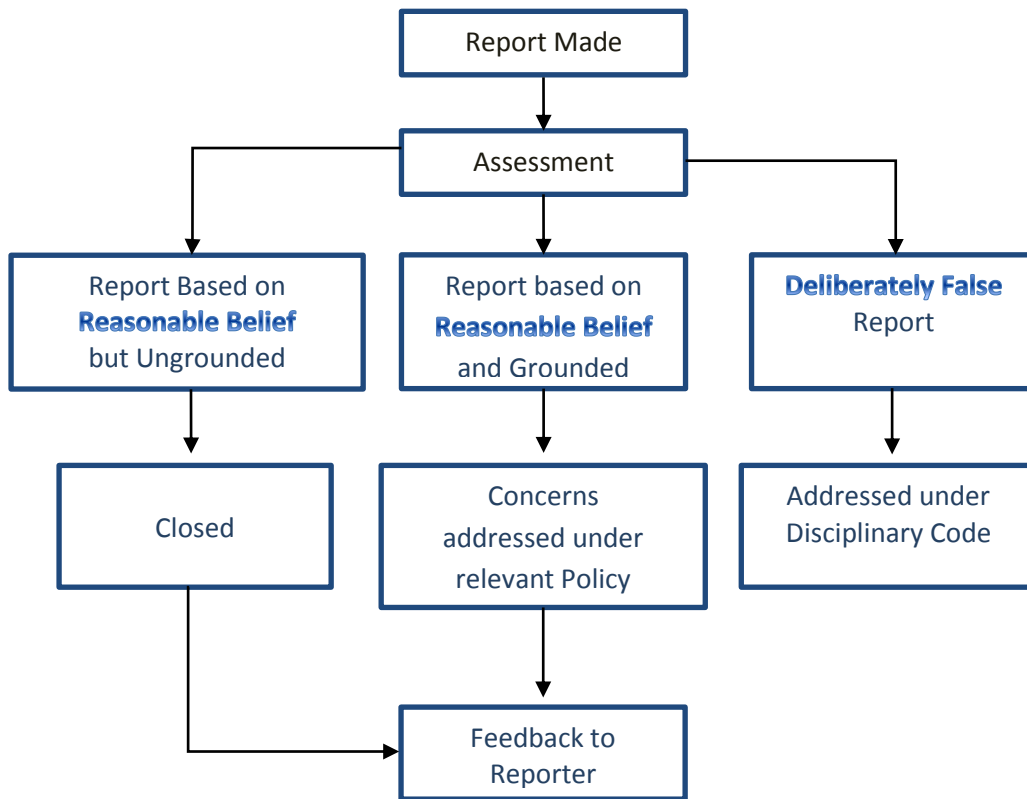 Report Made
Assessment
Report Based on
Reasonable Belief
but Ungrounded
Report based on
Reasonable Belief
and Grounded
Deliberately False
Report
Closed
Concerns
addressed under
relevant Policy
Addressed under
Disciplinary Code
Feedback to
Reporter